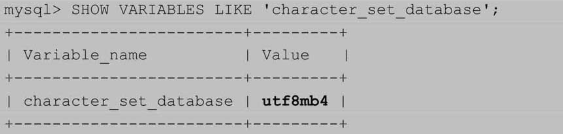 mysql> SHOW VARIABLES LIKE 'character_set_database';
+------------------------+---------+
| Variable_name          | Value   |
+------------------------+---------+
| character_set_database | utf8mb4 |
+------------------------+---------+